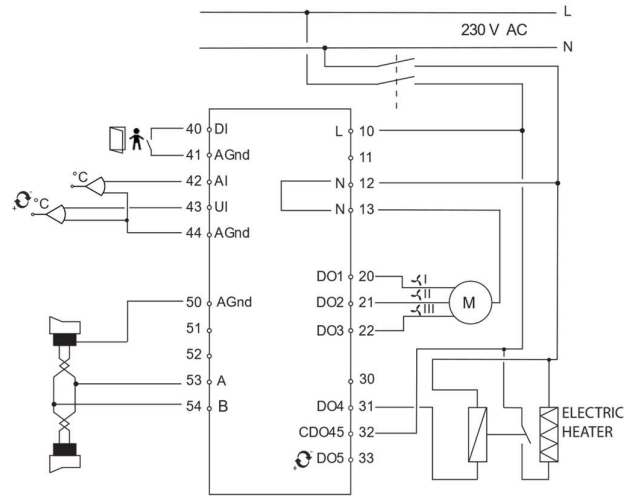 L
230 V AC
N
40 DI
L 10
41 AGnd
11
°C
42 AI
N 12
°C
43 UI
N 13
44 AGnd
DO1 20 I
50 AGnd
DO2 21 II
M
51
DO3 22 III
52
53 A
30
54 B
DO4 31
ELECTRIC
HEATER
CDO45 32
DO5 33